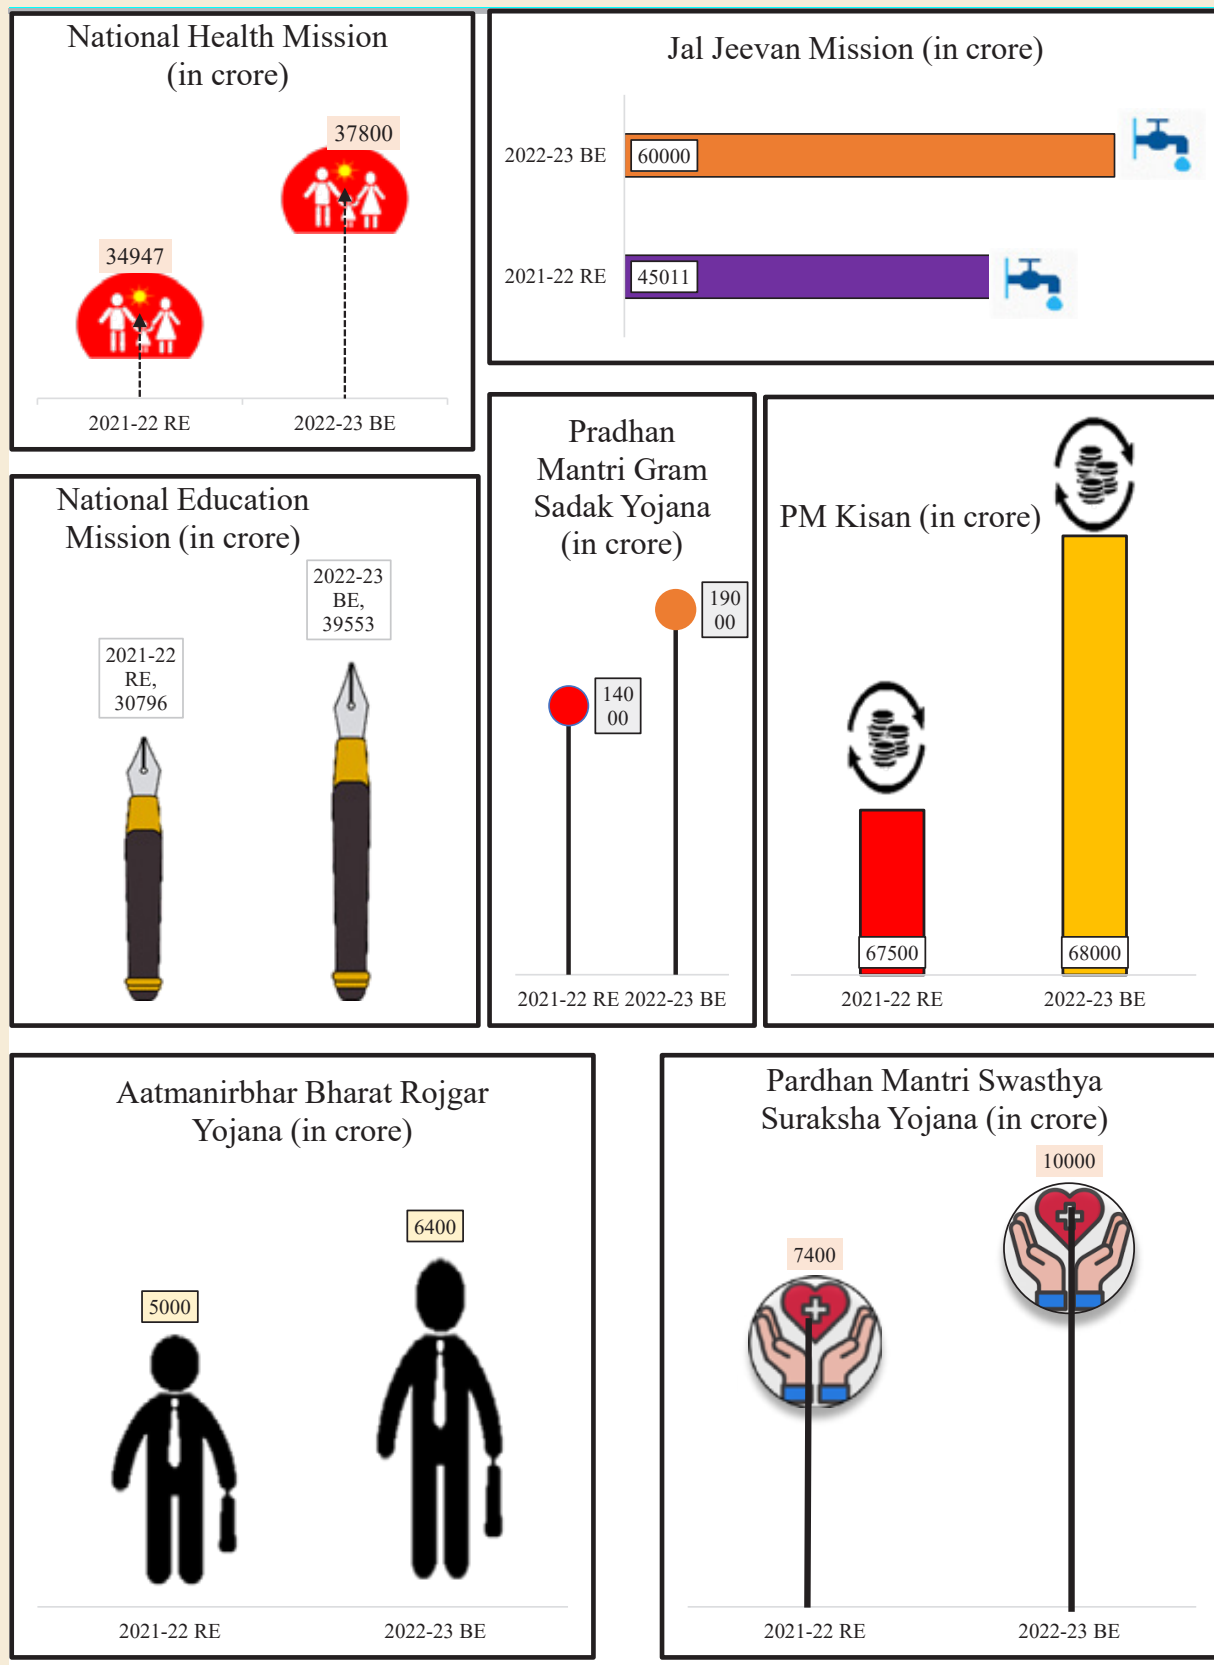 National Health Mission
(in crore)
37800
34947
2021-22 RE
2022-23 BE
Jal Jeevan Mission (in crore)
2022-23 BE
60000
2021-22 RE
45011
National Education
Mission (in crore)
2022-23
BE,
39553
2021-22
RE,
30796
Pradhan
Mantri Gram
Sadak Yojana
(in crore)
190
00
140
00
2021-22 RE
2022-23 BE
PM Kisan (in crore)
67500
68000
2021-22 RE
2022-23 BE
Aatmanirbhar Bharat Rojgar
Yojana (in crore)
6400
5000
2021-22 RE
2022-23 BE
Pardhan Mantri Swasthya
Suraksha Yojana (in crore)
10000
7400
2021-22 RE
2022-23 BE